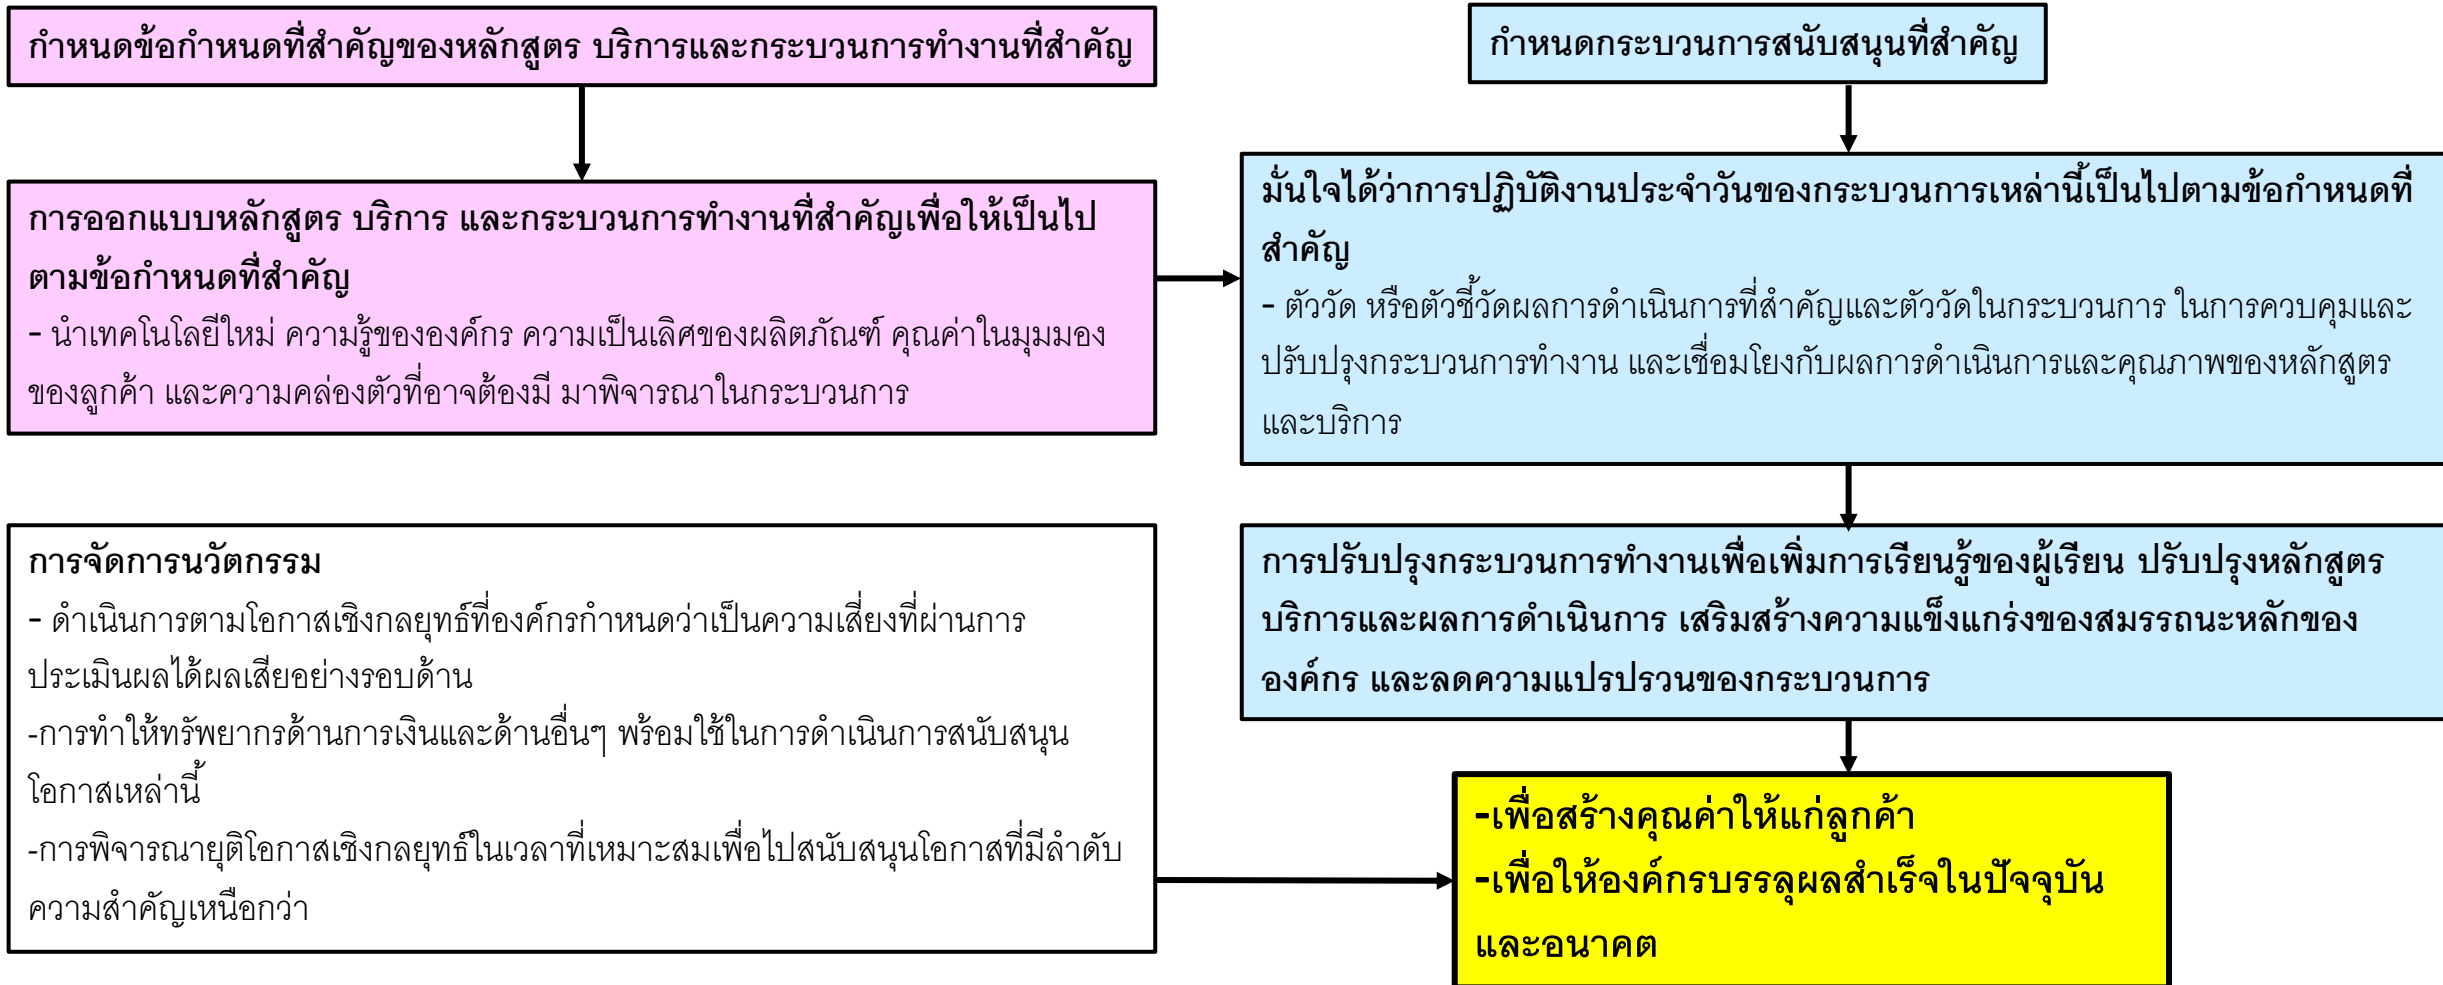 กำหนดข้อกำหนดที่สำคัญของหลักสูตร บริการและกระบวนการทำงานที่สำคัญ
กำหนดกระบวนการสนับสนุนที่สำคัญ
การออกแบบหลักสูตร บริการ และกระบวนการทำงานที่สำคัญเพื่อให้เป็นไป
ตามข้อกำหนดที่สำคัญ
- นำเทคโนโลยีใหม่ ความรู้ขององค์กร ความเป็นเลิศของผลิตภัณฑ์ คุณค่าในมุมมอง
ของลูกค้า และความคล่องตัวที่อาจต้องมี มาพิจารณาในกระบวนการ
มั่นใจได้ว่าการปฏิบัติงานประจำวันของกระบวนการเหล่านี้เป็นไปตามข้อกำหนดที่
สำคัญ
- ตัววัด หรือตัวชี้วัดผลการดำเนินการที่สำคัญและตัววัดในกระบวนการ ในการควบคุมและ
ปรับปรุงกระบวนการทำงาน และเชื่อมโยงกับผลการดำเนินการและคุณภาพของหลักสูตร
และบริการ
การจัดการนวัตกรรม
- ดำเนินการตามโอกาสเชิงกลยุทธ์ที่องค์กรกำหนดว่าเป็นความเสี่ยงที่ผ่านการ
ประเมินผลได้ผลเสียอย่างรอบด้าน
-การทำให้ทรัพยากรด้านการเงินและด้านอื่นๆ พร้อมใช้ในการดำเนินการสนับสนุน
โอกาสเหล่านี้
-การพิจารณายุติโอกาสเชิงกลยุทธ์ในเวลาที่เหมาะสมเพื่อไปสนับสนุนโอกาสที่มีลำดับ
ความสำคัญเหนือกว่า
การปรับปรุงกระบวนการทำงานเพื่อเพิ่มการเรียนรู้ของผู้เรียน ปรับปรุงหลักสูตร
บริการและผลการดำเนินการ เสริมสร้างความแข็งแกร่งของสมรรถนะหลักของ
องค์กร และลดความแปรปรวนของกระบวนการ
-เพื่อสร้างคุณค่าให้แก่ลูกค้า
-เพื่อให้องค์กรบรรลุผลสำเร็จในปัจจุบัน
และอนาคต